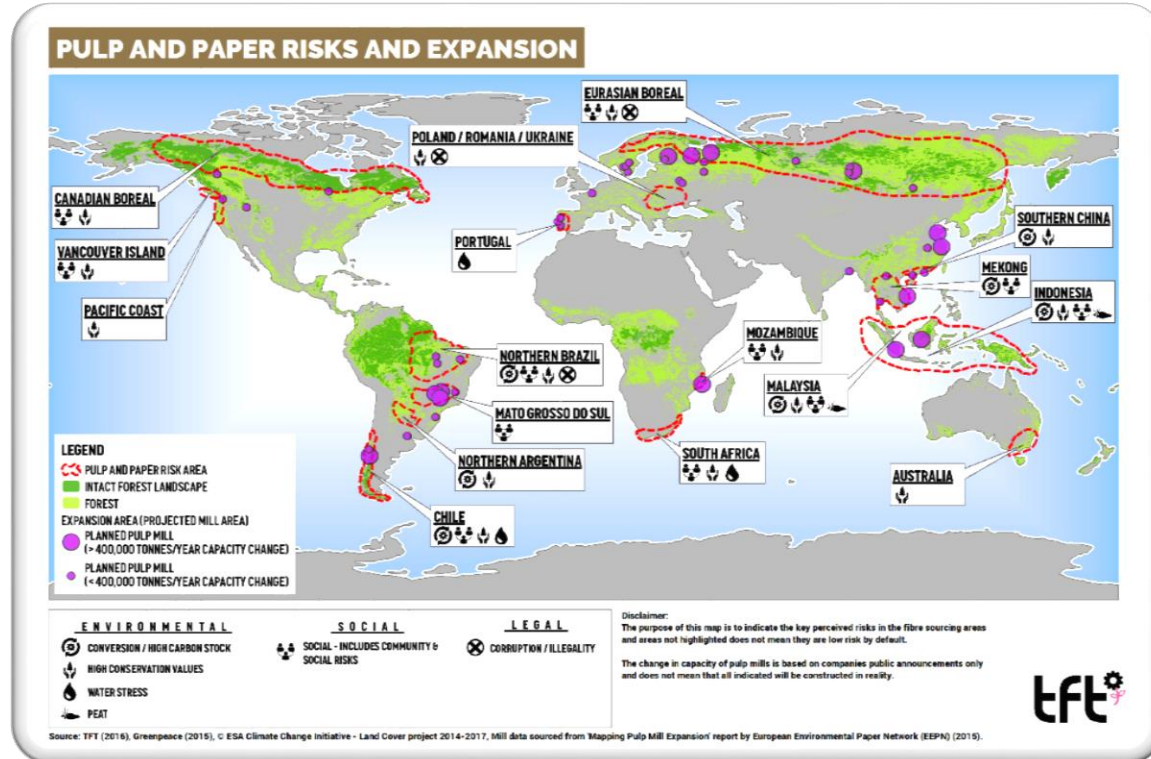 PULP AND PAPER RISKS AND EXPANSION
EURASIAN BOREAL
POLAND / ROMANIA / UKRAINE
CANADIAN BOREAL
VANCOUVER ISLAND
PACIFIC COAST
PORTUGAL
SOUTHERN CHINA
MEKONG
INDONESIA
MOZAMBIQUE
MALAYSIA
NORTHERN BRAZIL
MATO GROSSO DO SUL
NORTHERN ARGENTINA
SOUTH AFRICA
AUSTRALIA
CHILE
LEGEND
PULP AND PAPER RISK AREA
INTACT FOREST LANDSCAPE
FOREST
EXPANSION AREA (PROJECTED MILL AREA)
PLANNED PULP MILL
(> 400,000 TONNES/YEAR CAPACITY CHANGE)
PLANNED PULP MILL
(< 400,000 TONNES/YEAR CAPACITY CHANGE)
ENVIRONMENTAL
CONVERSION / HIGH CARBON STOCK
HIGH CONSERVATION VALUES
WATER STRESS
PEAT
SOCIAL
SOCIAL - INCLUDES COMMUNITY &
SOCIAL RISKS
LEGAL
CORRUPTION / ILLEGALITY
Disclaimer:
The purpose of this map is to indicate the key perceived risks in the fibre sourcing areas
and areas not highlighted does not mean they are low risk by default.
The change in capacity of pulp mills is based on companies public announcements only
and does not mean that all indicated will be constructed in reality.
tft
Source: TFT (2016), Greenpeace (2015), © ESA Climate Change Initiative - Land Cover project 2014-2017, Mill data sourced from 'Mapping Pulp Mill Expansion' report by European Environmental Paper Network (EEPN) (2015).